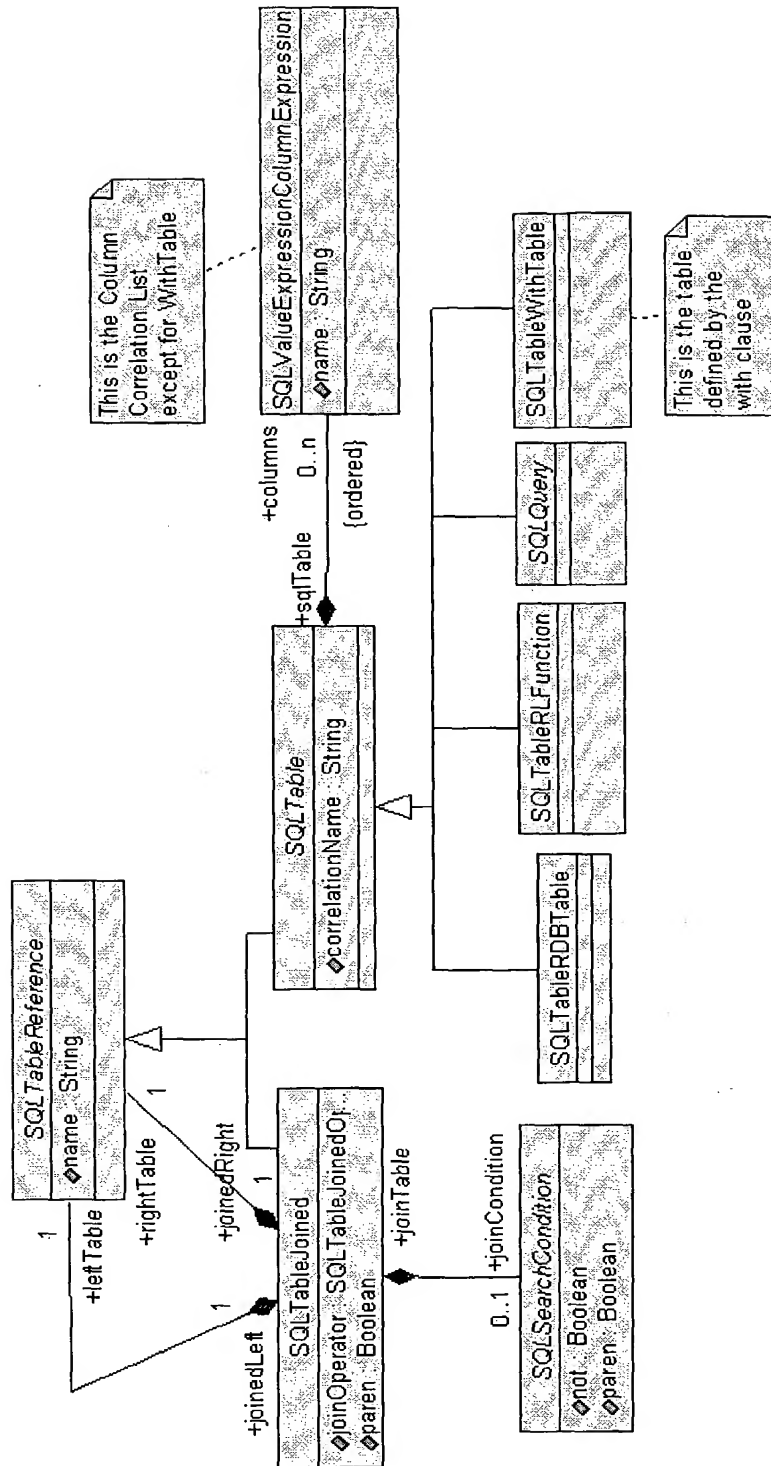 SQLTableReference
name : String
+leftTable
1
+rightTable
1
+joinedLeft
1
+joinedRight
1
SQLTableJoined
joinOperator : SQLTableJoinedOp...
paren : Boolean
+joinTable
+joinCondition
0..1
SQLSearchCondition
not : Boolean
paren : Boolean
SQLTable
correlationName : String
+sqlTable
+columns
0..n
{ordered}
SQLValueExpressionColumnExpression
name : String
This is the Column
Correlation List
except for WithTable
SQLTableRDBTable
SQLTableRLFunction
SQLQuery
SQLTableWithTable
This is the table
defined by the
with clause